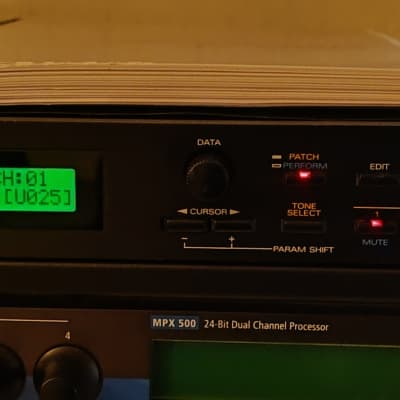 CH:01
[U025]
DATA
◄ CURSOR ►
− +
PARAM SHIFT
PATCH
PERFORM
TONE
SELECT
EDIT
1
MUTE
4
MPX 500 24-Bit Dual Channel Processor